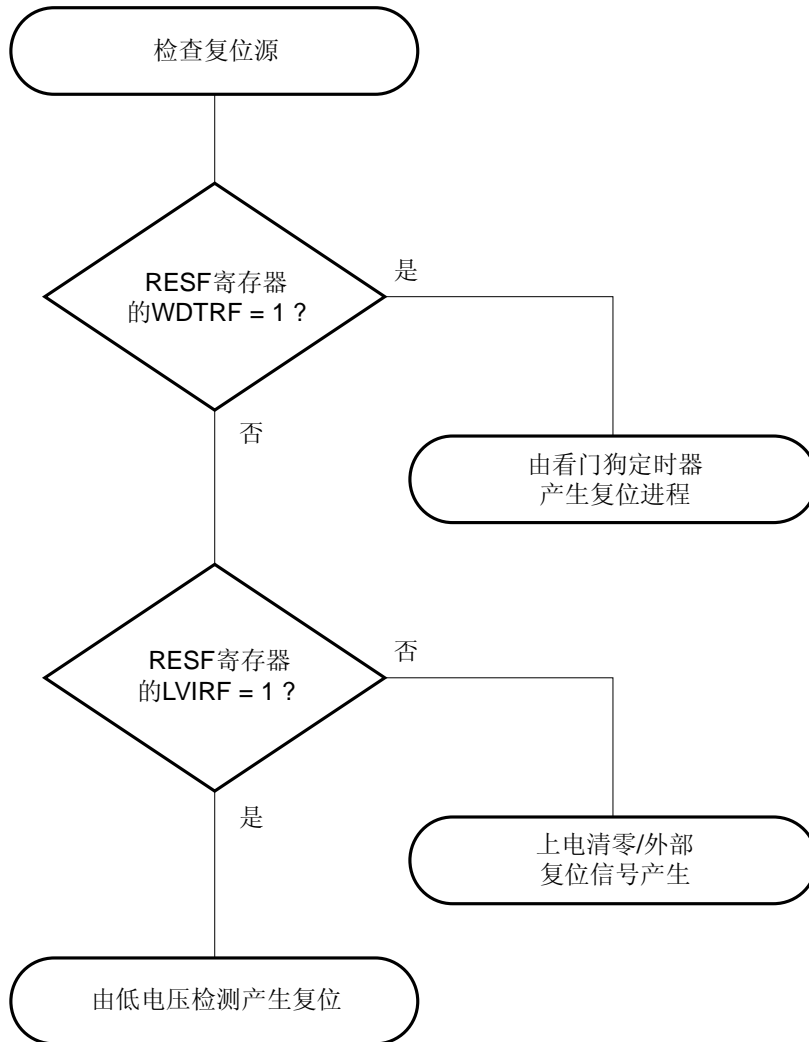 检查复位源
RESF寄存器
的WDTRF = 1 ?
是
否
由看门狗定时器
产生复位进程
RESF寄存器
的LVIRF = 1 ?
否
是
上电清零/外部
复位信号产生
由低电压检测产生复位